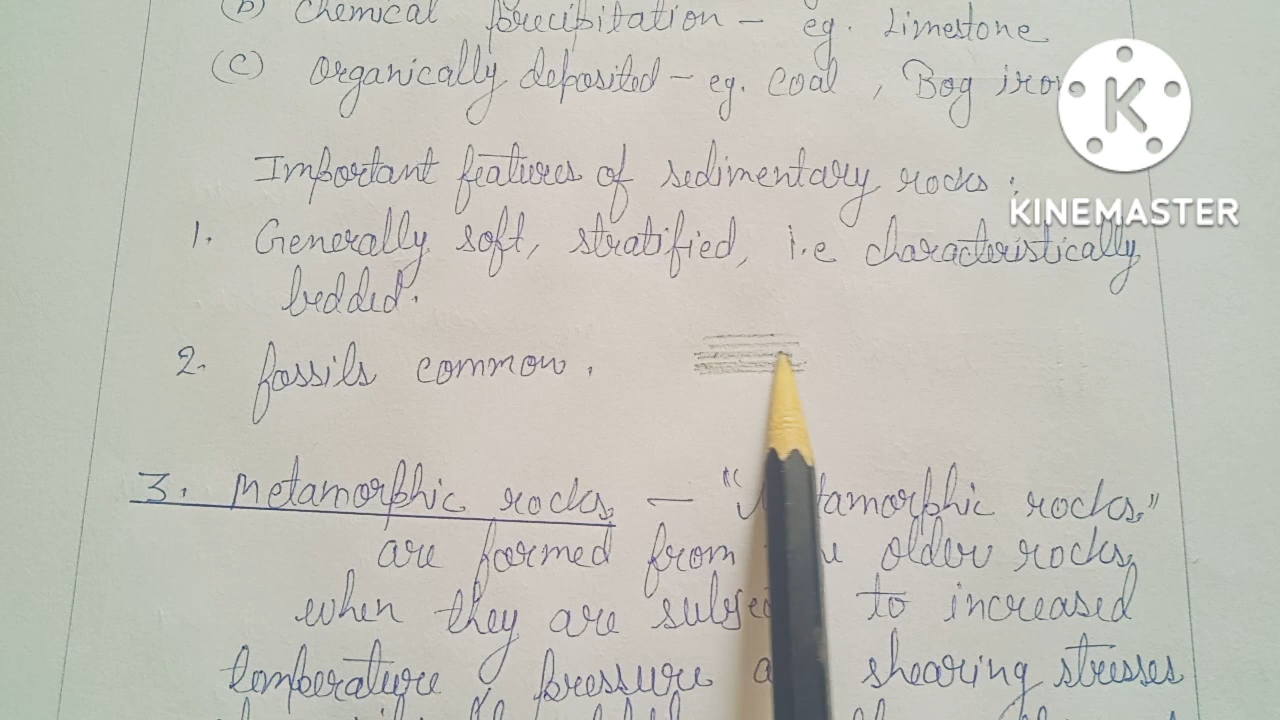 (b) Chemical precipitation – eg. Limestone
(C) Organically deposited – eg. Coal, Bog iron
KINEMASTER
Important features of sedimentary rocks:
1. Generally soft, stratified, i.e characteristically
bedded.
2. fossils common.
3. Metamorphic rocks – "Metamorphic rocks"
are formed from older rocks
when they are to increased
temperature, pressure shearing stresses